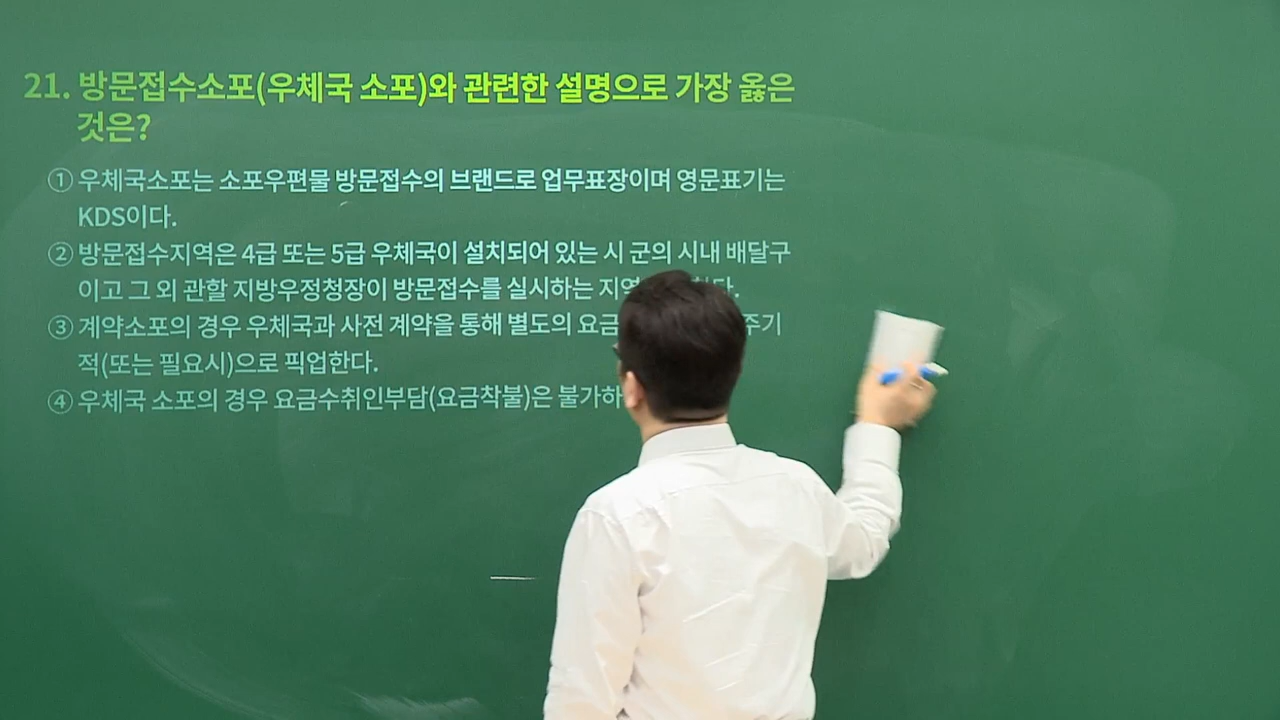 21. 방문접수소포(우체국 소포)와 관련한 설명으로 가장 옳은
것은?
① 우체국소포는 소포우편물 방문접수의 브랜드로 업무표장이며 영문표기는
KDS이다.
② 방문접수지역은 4급 또는 5급 우체국이 설치되어 있는 시 군의 시내 배달구
이고 그 외 관할 지방우정청장이 방문접수를 실시하는
③ 계약소포의 경우 우체국과 사전 계약을 통해 별도의
적(또는 필요시)으로 픽업한다.
④ 우체국 소포의 경우 요금수취인부담(요금착불)은